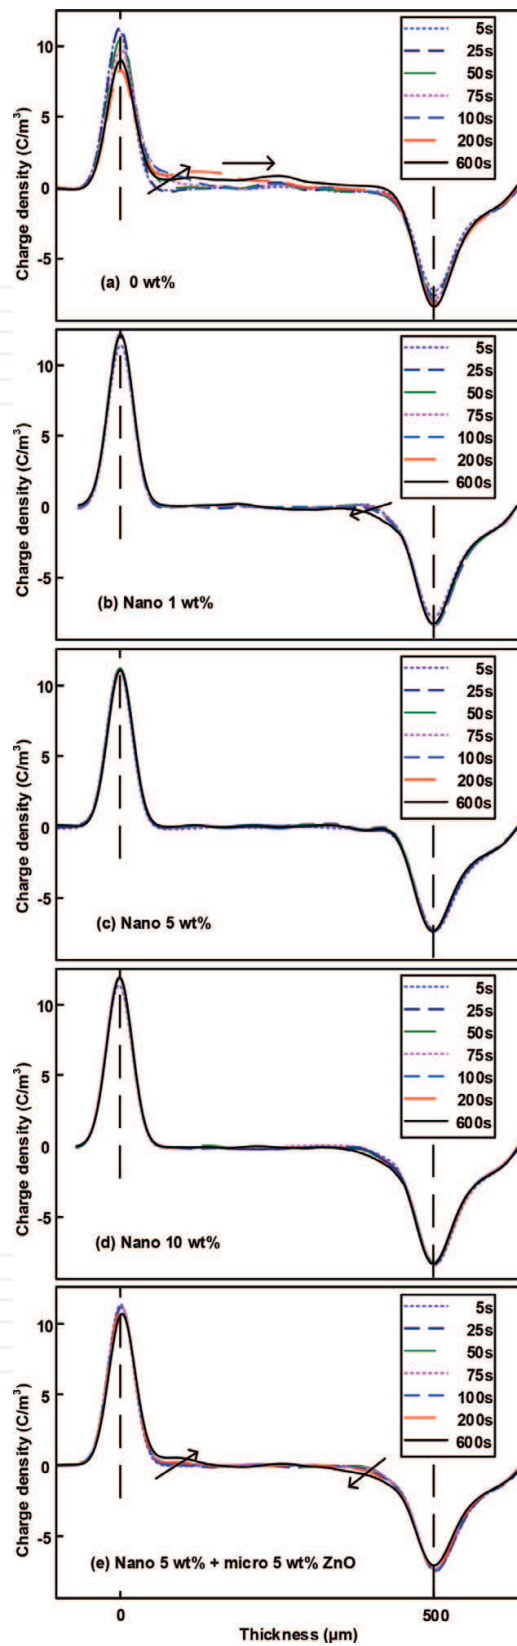 10
5
0
-5
Charge density (C/m³)
5s
25s
50s
75s
100s
200s
600s
(a) 0 wt%
10
5
0
-5
Charge density (C/m³)
5s
25s
50s
75s
100s
200s
600s
(b) Nano 1 wt%
10
5
0
-5
Charge density (C/m³)
5s
25s
50s
75s
100s
200s
600s
(c) Nano 5 wt%
10
5
0
-5
Charge density (C/m³)
5s
25s
50s
75s
100s
200s
600s
(d) Nano 10 wt%
10
5
0
-5
Charge density (C/m³)
5s
25s
50s
75s
100s
200s
600s
(e) Nano 5 wt% + micro 5 wt% ZnO
0
500
Thickness (μm)